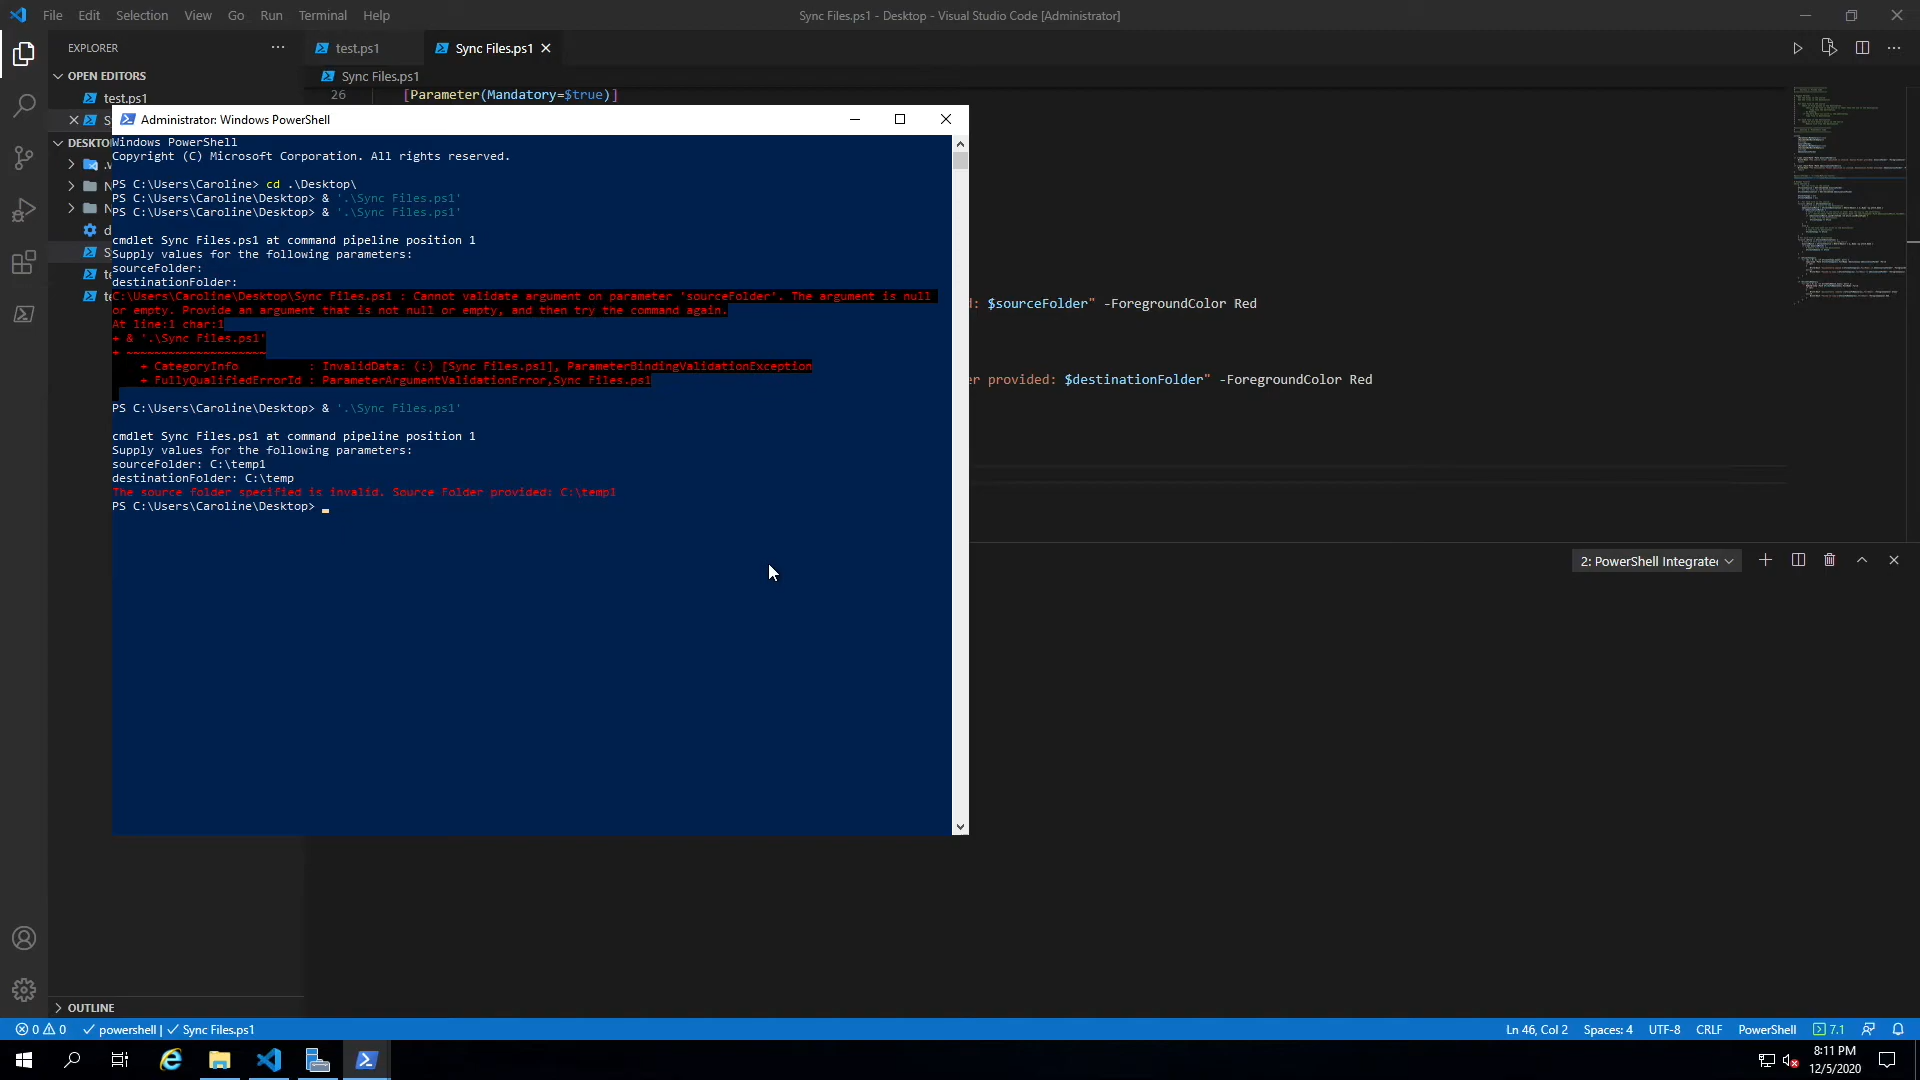 File Edit Selection View Go Run Terminal Help
Sync Files.ps1 - Desktop - Visual Studio Code [Administrator]
EXPLORER
test.ps1
Sync Files.ps1
OPEN EDITORS
Sync Files.ps1
26 [Parameter(Mandatory=$true)]
test.ps1
Administrator: Windows PowerShell
Windows PowerShell
Copyright (C) Microsoft Corporation. All rights reserved.
PS C:\Users\Caroline> cd .\Desktop\
PS C:\Users\Caroline\Desktop> & '.\Sync Files.ps1'
PS C:\Users\Caroline\Desktop> & '.\Sync Files.ps1'
cmdlet Sync Files.ps1 at command pipeline position 1
Supply values for the following parameters:
sourceFolder:
destinationFolder:
C:\Users\Caroline\Desktop\Sync Files.ps1 : Cannot validate argument on parameter 'sourceFolder'. The argument is null
or empty. Provide an argument that is not null or empty, and then try the command again.
At line:1 char:1
+ & '.\Sync Files.ps1'
+ ~~~~~~~~~~~~~~~~~~~~
+ CategoryInfo : InvalidData: (:) [Sync Files.ps1], ParameterBindingValidationException
+ FullyQualifiedErrorId : ParameterArgumentValidationError,Sync Files.ps1
PS C:\Users\Caroline\Desktop> & '.\Sync Files.ps1'
cmdlet Sync Files.ps1 at command pipeline position 1
Supply values for the following parameters:
sourceFolder: C:\temp1
destinationFolder: C:\temp
The source folder specified is invalid. Source Folder provided: C:\temp1
PS C:\Users\Caroline\Desktop>
DESKTO
: $sourceFolder" -ForegroundColor Red
er provided: $destinationFolder" -ForegroundColor Red
2: PowerShell Integrate
OUTLINE
0 0 powershell | Sync Files.ps1
Ln 46, Col 2 Spaces: 4 UTF-8 CRLF PowerShell 7.1
8:11 PM
12/5/2020